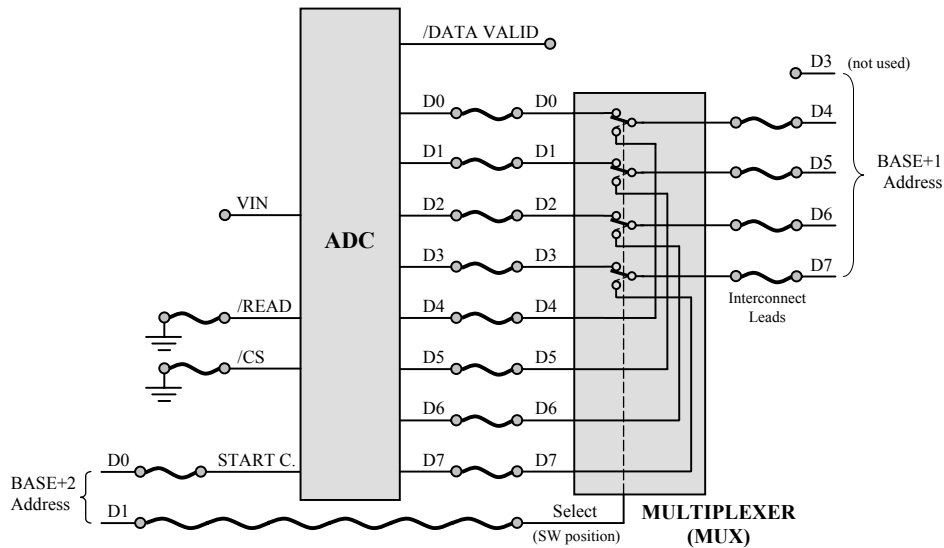 /DATA VALID
D3 (not used)
D0 D0 D4
D1 D1 D5
BASE+1
Address
VIN
D2 D2 D6
ADC
D3 D3 D7
Interconnect
Leads
/READ
D4 D4
/CS
D5 D5
D6 D6
D0 START C.
D7 D7
BASE+2
Address
D1
Select
(SW position)
MULTIPLEXER
(MUX)